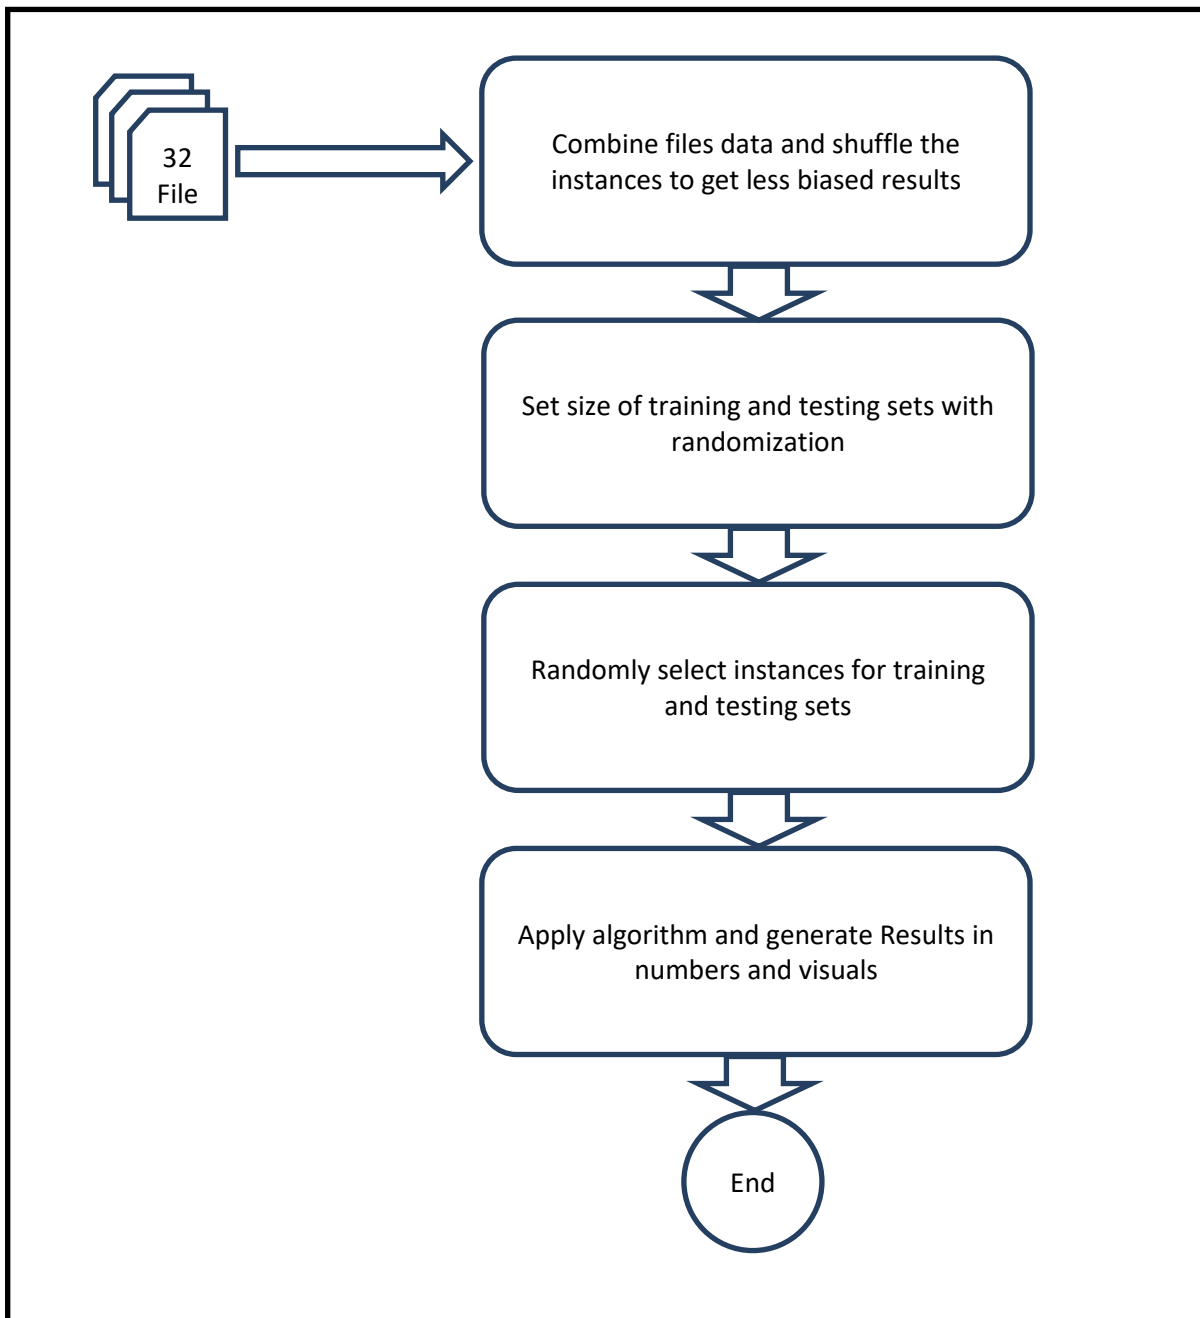 32
File
Combine files data and shuffle the
instances to get less biased results
Set size of training and testing sets with
randomization
Randomly select instances for training
and testing sets
Apply algorithm and generate Results in
numbers and visuals
End